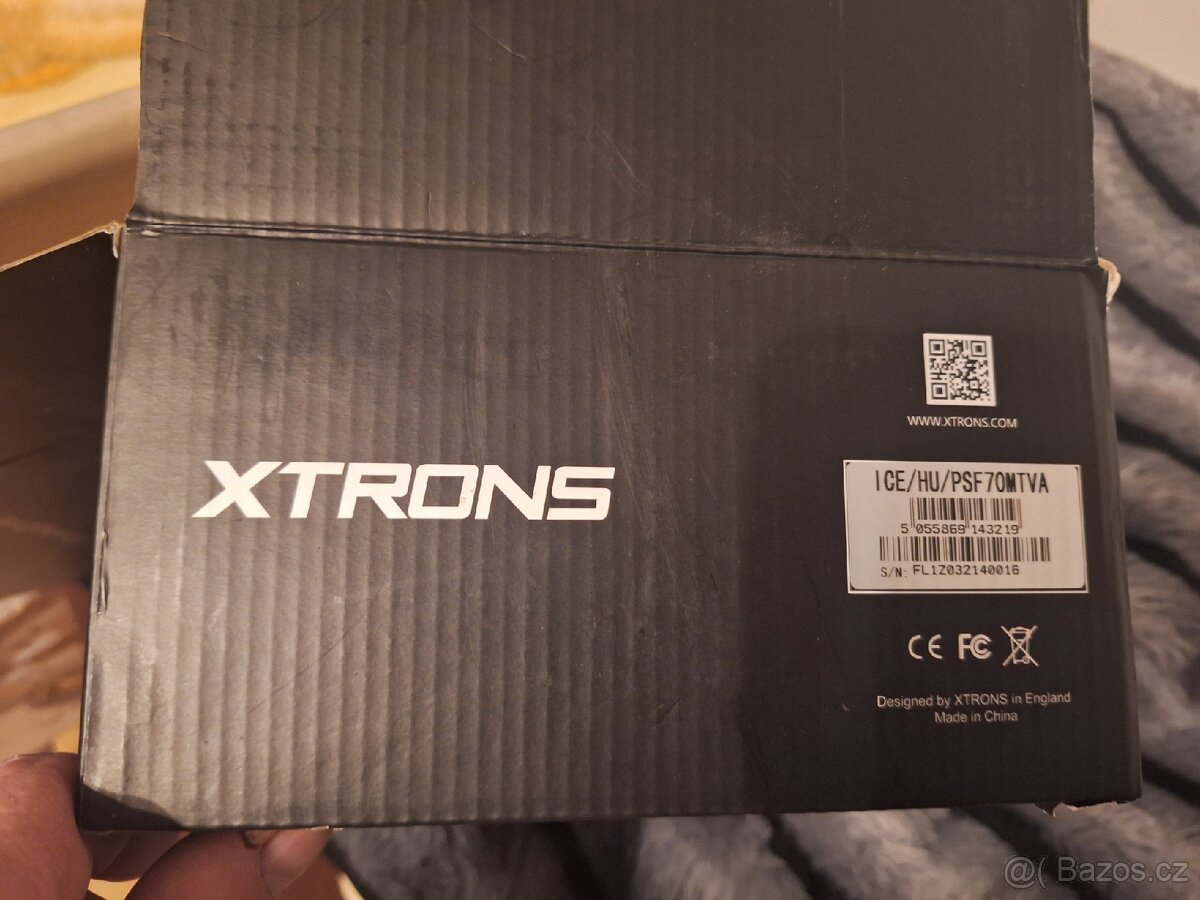 XTRONS
WWW.XTRONS.COM
ICE/HU/PSF70MTVA
5 055869 143219
S/N: FL1Z032140016
CE FC
Designed by XTRONS in England
Made in China
@( Bazos.cz